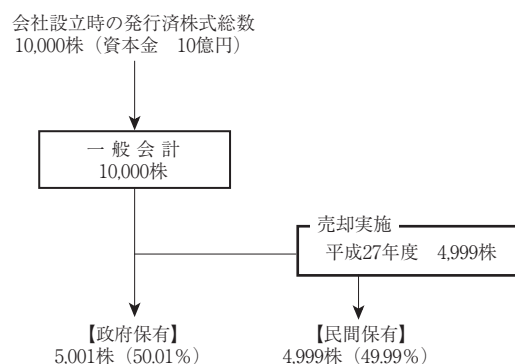 会社設立時の発行済株式総数
10,000株（資本金　10億円）
一 般 会 計
10,000株
売却実施
平成27年度　4,999株
【政府保有】
5,001株（50.01％）
【民間保有】
4,999株（49.99％）